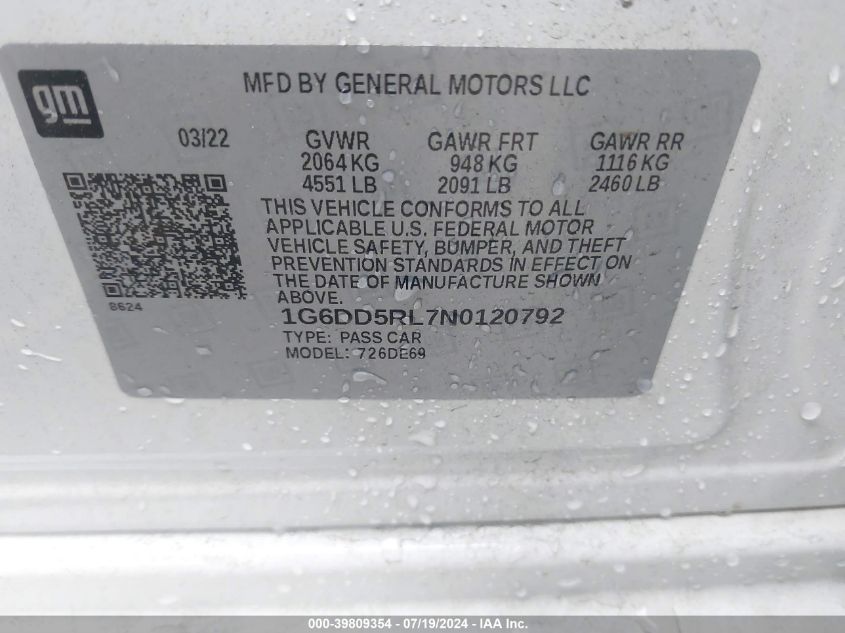 gm
MFD BY GENERAL MOTORS LLC
03/22 GVWR GAWR FRT GAWR RR
2064 KG 948 KG 1116 KG
4551 LB 2091 LB 2460 LB
THIS VEHICLE CONFORMS TO ALL
APPLICABLE U.S. FEDERAL MOTOR
VEHICLE SAFETY, BUMPER, AND THEFT
PREVENTION STANDARDS IN EFFECT ON
THE DATE OF MANUFACTURE SHOWN
ABOVE.
8624
1G6DD5RL7N0120792
TYPE: PASS CAR
MODEL: 726DE69
000-39809354 - 07/19/2024 - IAA Inc.